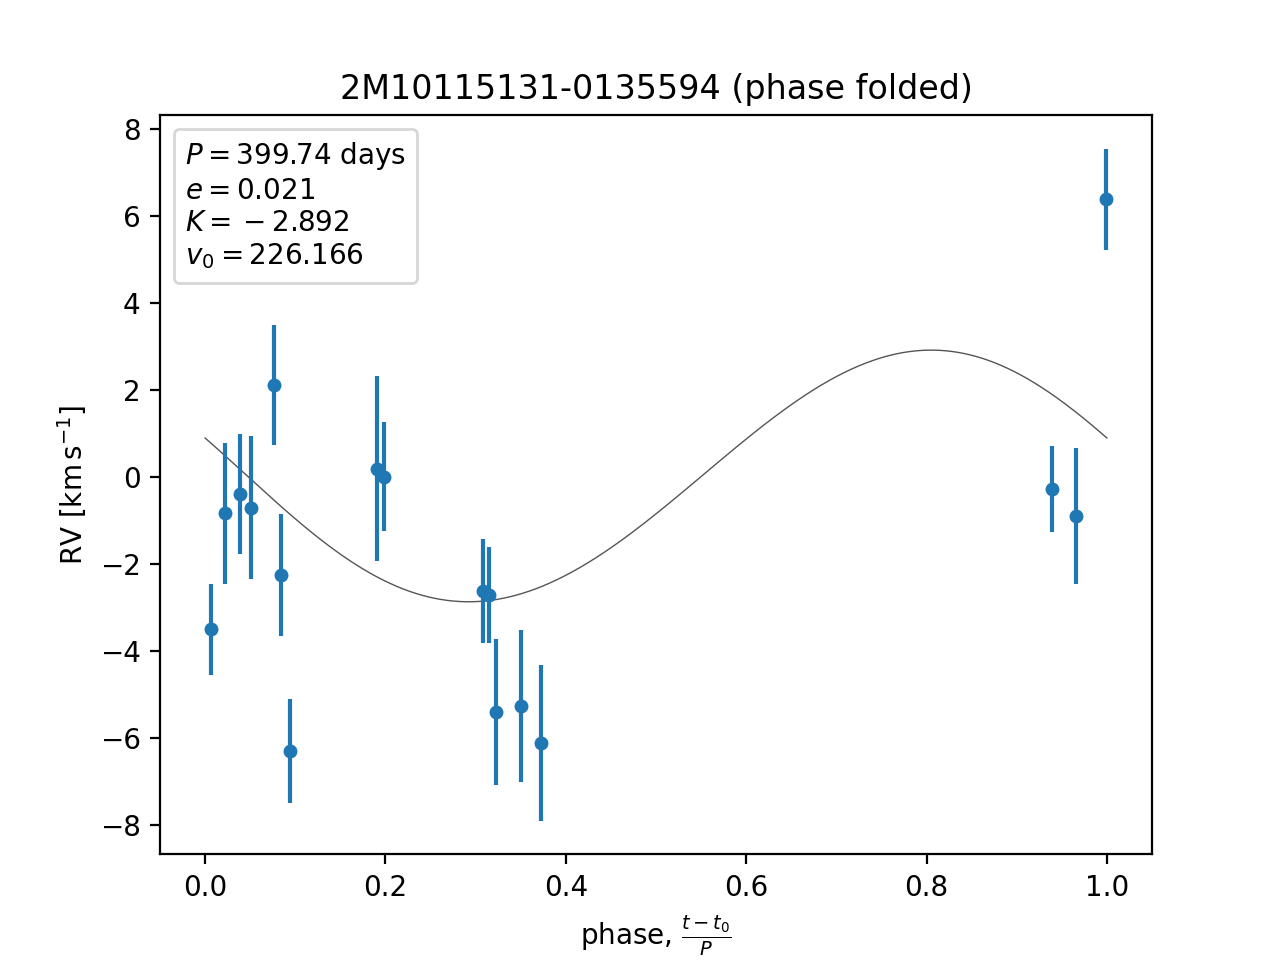 2M10115131-0135594 (phase folded)
P = 399.74 days
e = 0.021
K = −2.892
v₀ = 226.166
8
6
4
2
0
−2
−4
−6
−8
RV [km s⁻¹]
0.0 0.2 0.4 0.6 0.8 1.0
phase, (t − t₀)/P